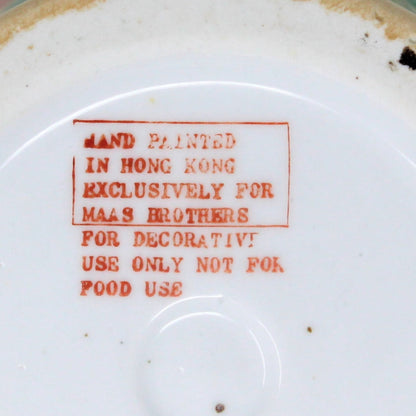 HAND PAINTED
IN HONG KONG
EXCLUSIVELY FOR
MAAS BROTHERS
FOR DECORATIVE
USE ONLY NOT FOR
FOOD USE